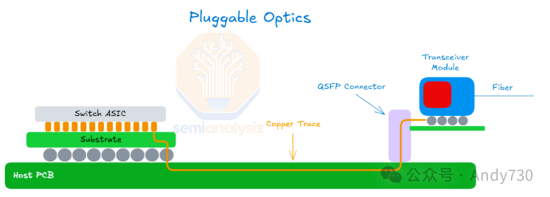 Pluggable Optics
Transceiver
Module
QSFP Connector
Fiber
Switch ASIC
Copper Trace
semianalysis
Substrate
Host PCB
公众号 · Andy730